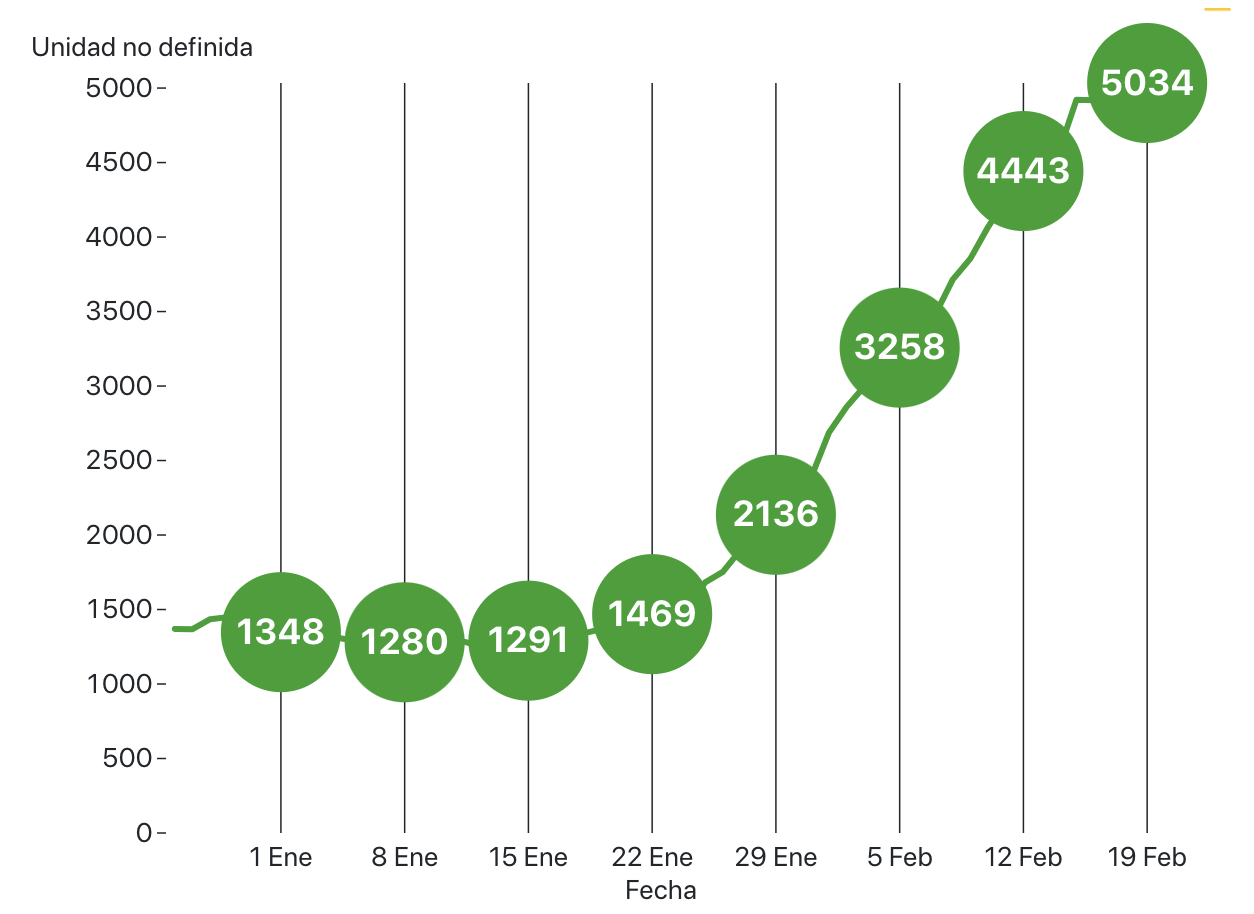 Unidad no definida
5000
4500
4000
3500
3000
2500
2000
1500
1000
500
0
1348
1280
1291
1469
2136
3258
4443
5034
1 Ene
8 Ene
15 Ene
22 Ene
29 Ene
5 Feb
12 Feb
19 Feb
Fecha